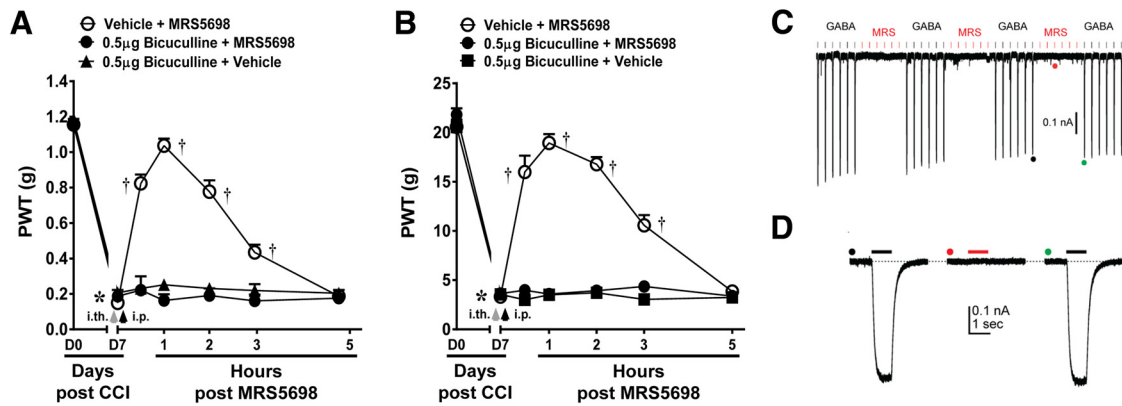 A
Vehicle + MRS5698
0.5µg Bicuculline + MRS5698
0.5µg Bicuculline + Vehicle
PWT (g)
1.4
1.2
1.0
0.8
0.6
0.4
0.2
0.0
†
†
†
†
*
i.th.
i.p.
D0 D7 1 2 3 5
Days
post CCI
Hours
post MRS5698
B
Vehicle + MRS5698
0.5µg Bicuculline + MRS5698
0.5µg Bicuculline + Vehicle
PWT (g)
25
20
15
10
5
0
†
†
†
†
*
i.th.
i.p.
D0 D7 1 2 3 5
Days
post CCI
Hours
post MRS5698
C
GABA MRS GABA MRS GABA MRS GABA
0.1 nA
D
0.1 nA
1 sec